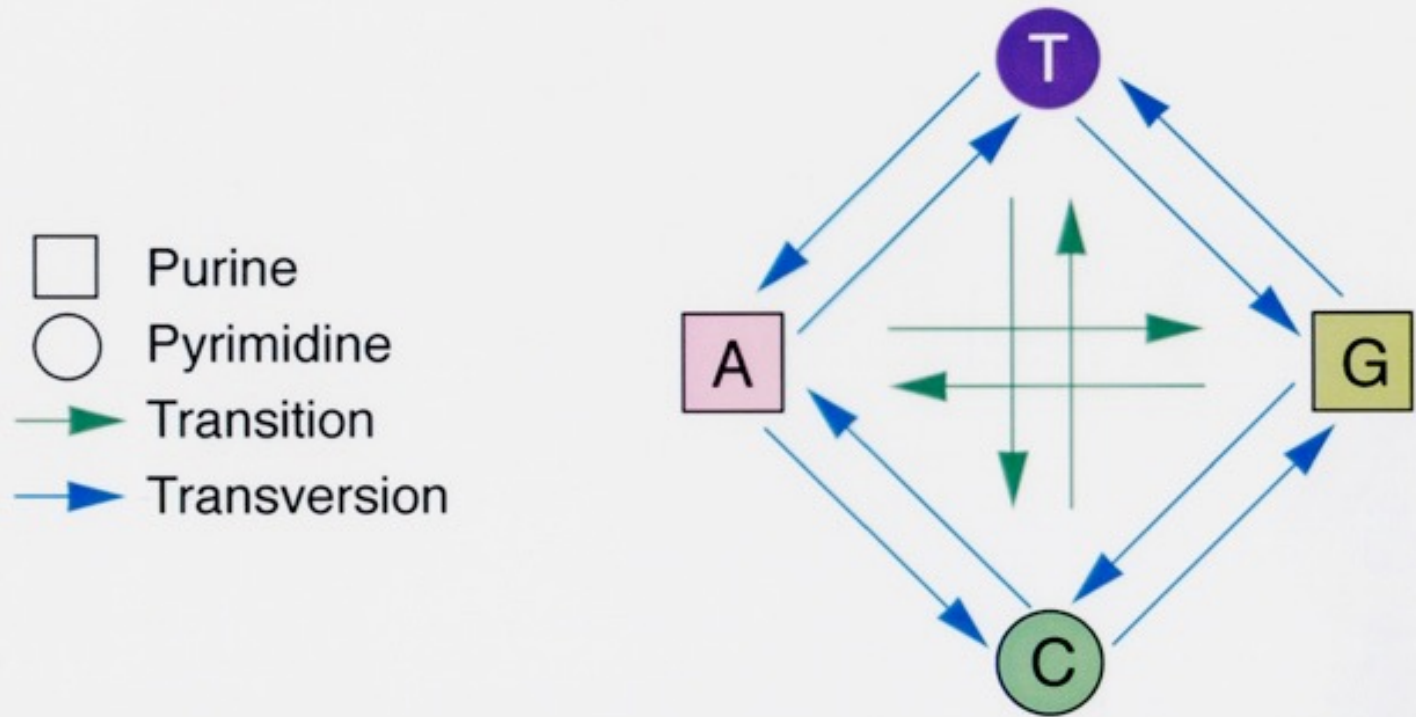 T
Purine
Pyrimidine
A
G
Transition
Transversion
C